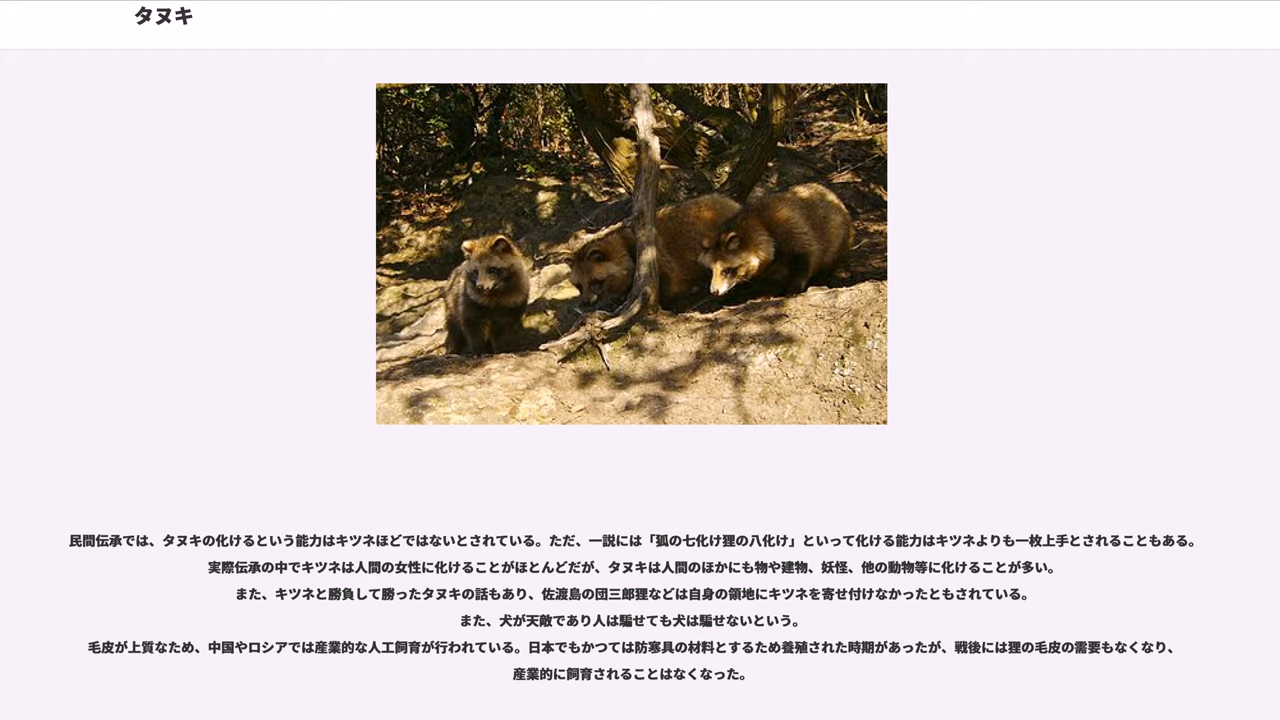 タヌキ
民間伝承では、タヌキの化けるという能力はキツネほどではないとされている。ただ、一説には「狐の七化け狸の八化け」といって化ける能力はキツネよりも一枚上手とされることもある。
実際伝承の中でキツネは人間の女性に化けることがほとんどだが、タヌキは人間のほかにも物や建物、妖怪、他の動物等に化けることが多い。
また、キツネと勝負して勝ったタヌキの話もあり、佐渡島の団三郎狸などは自身の領地にキツネを寄せ付けなかったともされている。
また、犬が天敵であり人は騙せても犬は騙せないという。
毛皮が上質なため、中国やロシアでは産業的な人工飼育が行われている。日本でもかつては防寒具の材料とするため養殖された時期があったが、戦後には狸の毛皮の需要もなくなり、
産業的に飼育されることはなくなった。